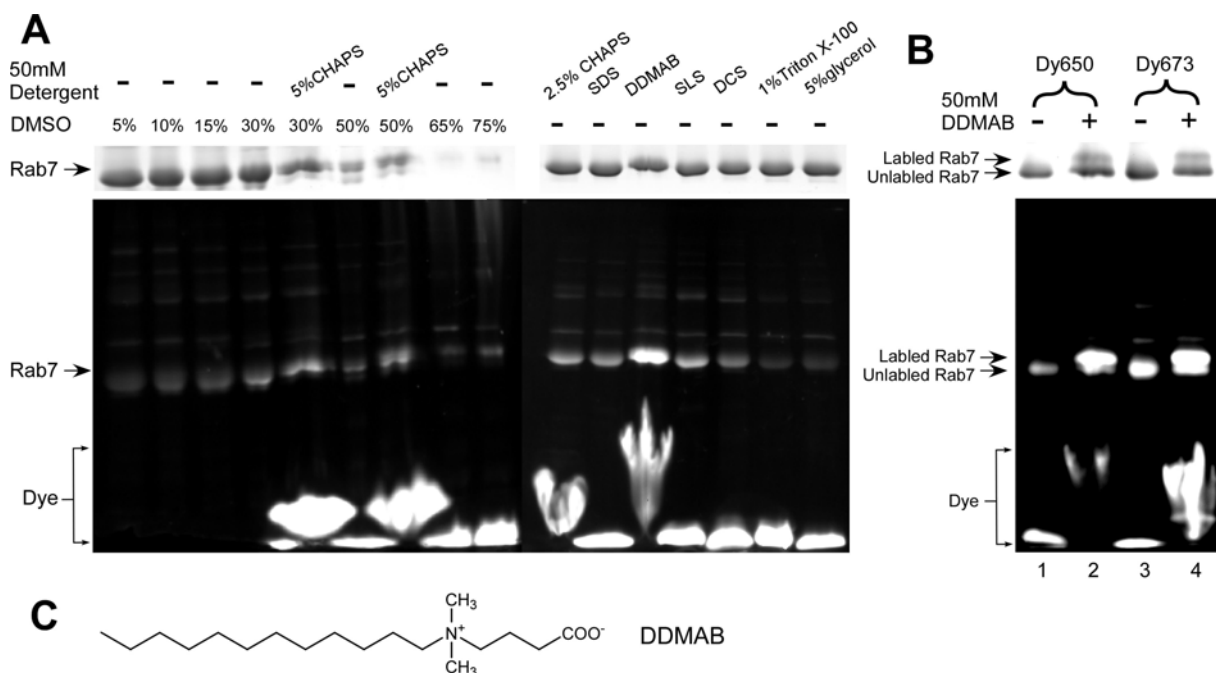 A
50mM
Detergent
- - - - 5%CHAPS - 5%CHAPS - -
2.5% CHAPS SDS DDMAB SLS DCS 1%Triton X-100 5%glycerol
DMSO 5% 10% 15% 30% 30% 50% 50% 65% 75% - - - - - - -
Rab7
Rab7
Dye
B
Dy650 Dy673
50mM
DDMAB - + - +
Labled Rab7
Unlabled Rab7
Labled Rab7
Unlabled Rab7
Dye
1 2 3 4
C
CH₃
N⁺
COO⁻
CH₃
DDMAB